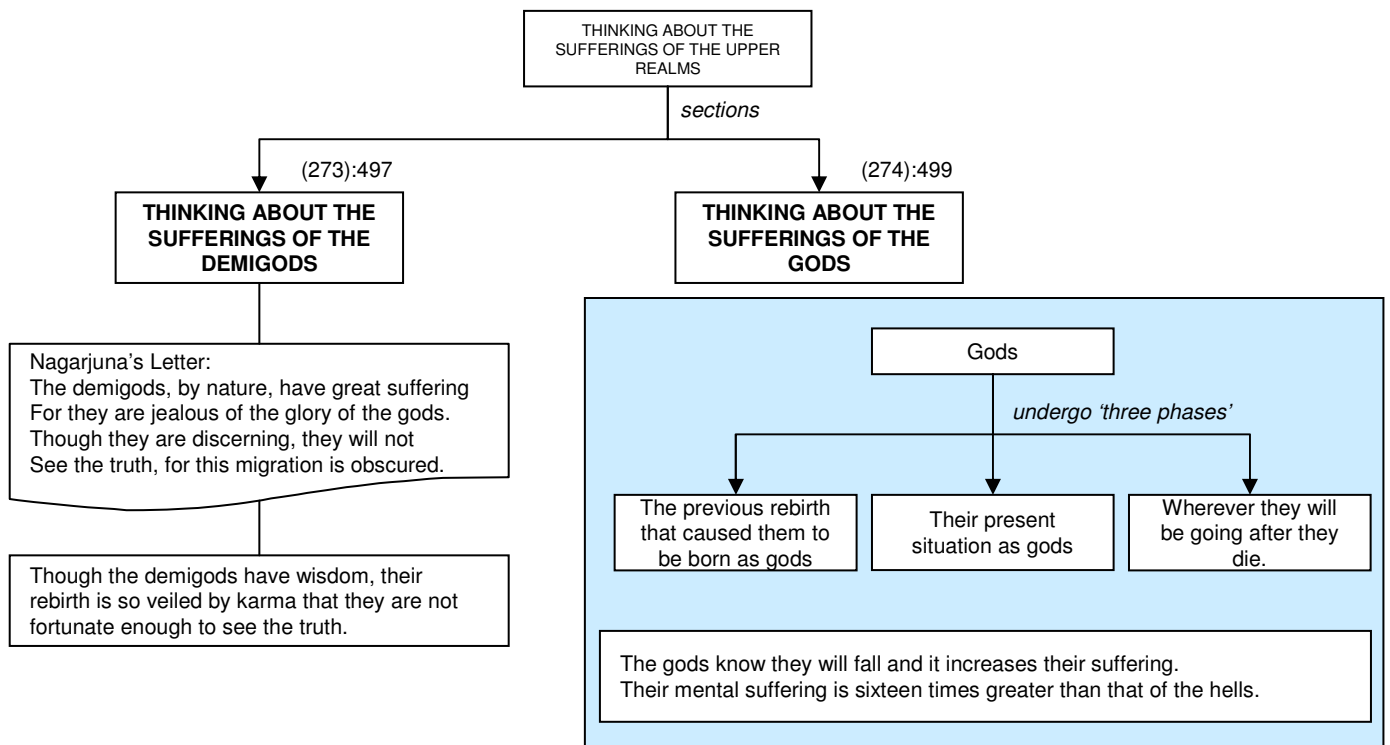 THINKING ABOUT THE
SUFFERINGS OF THE UPPER
REALMS
sections
(273):497
(274):499
THINKING ABOUT THE
SUFFERINGS OF THE
DEMIGODS
THINKING ABOUT THE
SUFFERINGS OF THE
GODS
Nagarjuna's Letter:
The demigods, by nature, have great suffering
For they are jealous of the glory of the gods.
Though they are discerning, they will not
See the truth, for this migration is obscured.
Though the demigods have wisdom, their
rebirth is so veiled by karma that they are not
fortunate enough to see the truth.
Gods
undergo 'three phases'
The previous rebirth
that caused them to
be born as gods
Their present
situation as gods
Wherever they will
be going after they
die.
The gods know they will fall and it increases their suffering.
Their mental suffering is sixteen times greater than that of the hells.